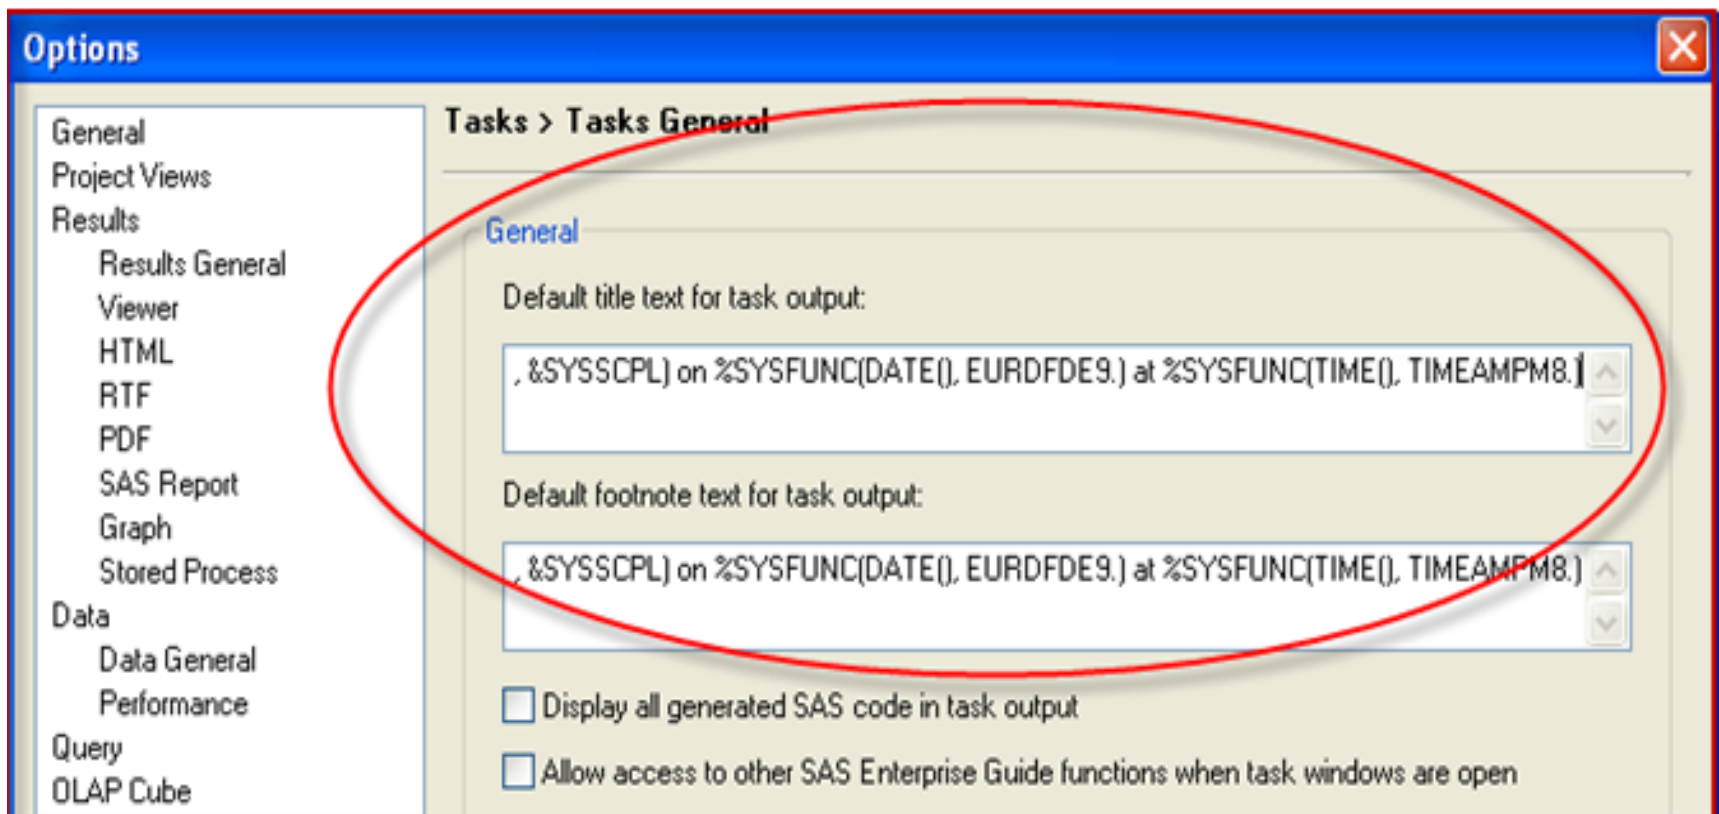 Options
General
Project Views
Results
Results General
Viewer
HTML
RTF
PDF
SAS Report
Graph
Stored Process
Data
Data General
Performance
Query
OLAP Cube
Tasks > Tasks General
General
Default title text for task output:
, &SYSSCPL) on %SYSFUNC(DATE(), EURDFDE9.) at %SYSFUNC(TIME(), TIMEAMPM8.)
Default footnote text for task output:
, &SYSSCPL) on %SYSFUNC(DATE(), EURDFDE9.) at %SYSFUNC(TIME(), TIMEAMPM8.)
Display all generated SAS code in task output
Allow access to other SAS Enterprise Guide functions when task windows are open